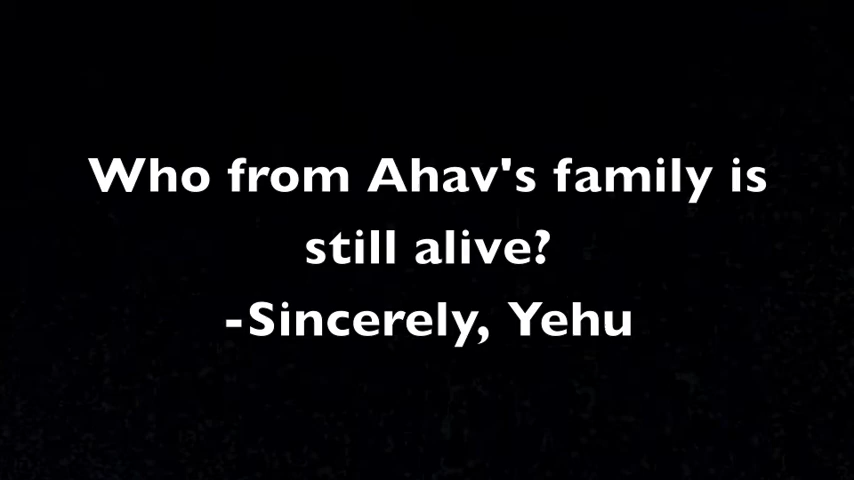 Who from Ahav's family is
still alive?
-Sincerely, Yehu